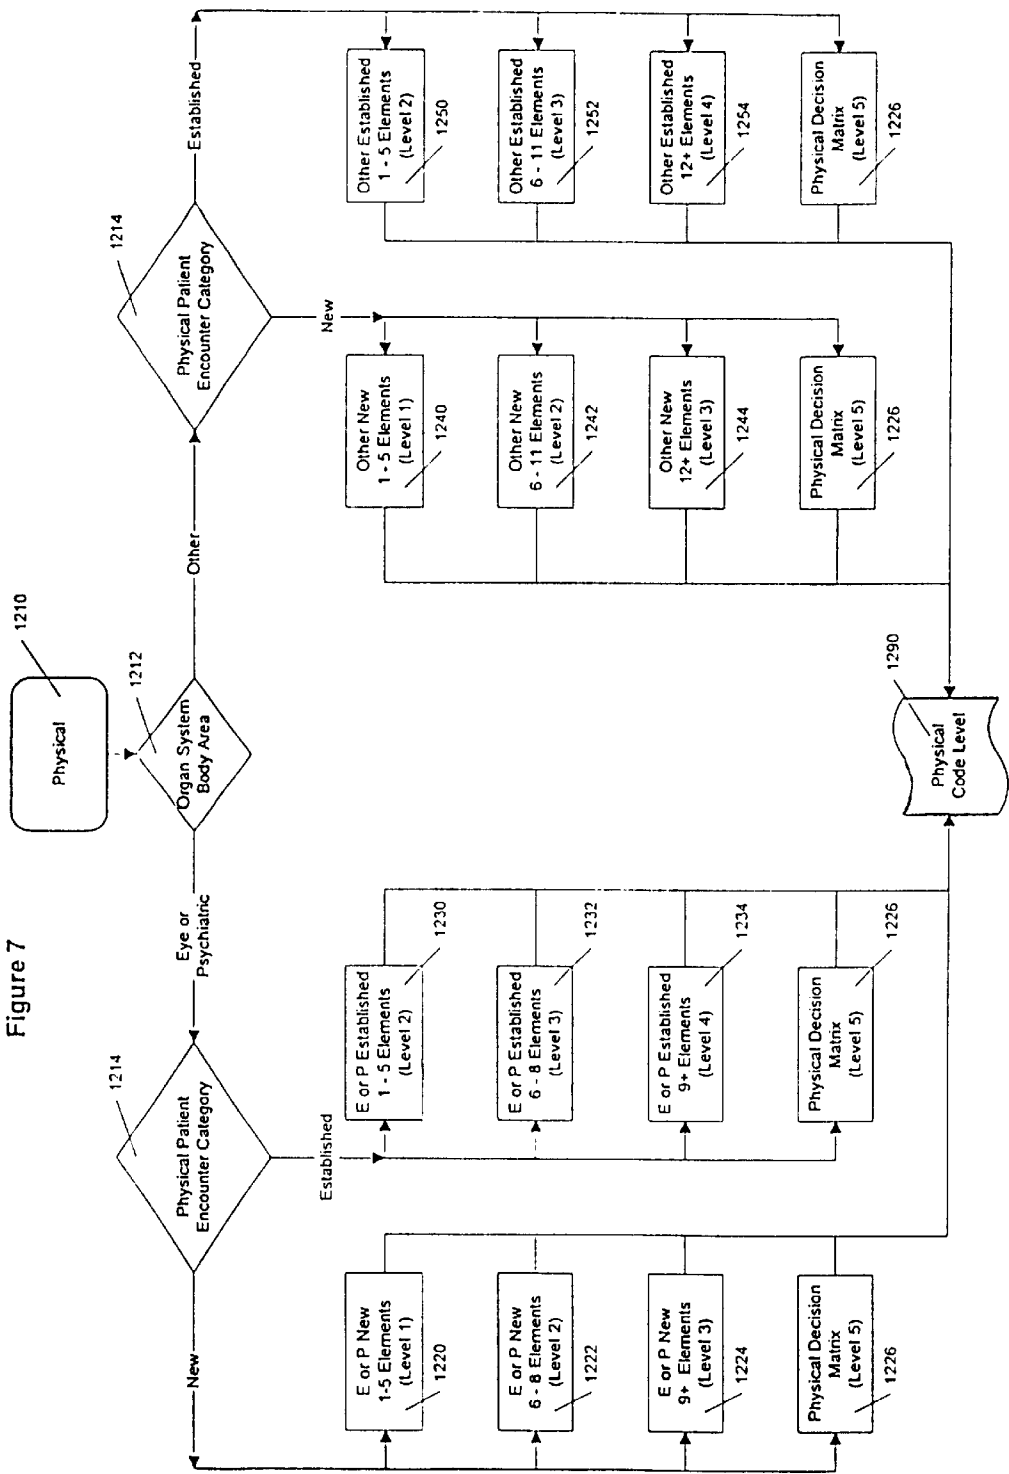 Figure 7
Physical
1210
Organ System
Body Area
1212
Eye or
Psychiatric
Other
Physical Patient
Encounter Category
1214
New
Established
E or P New
1-5 Elements
(Level 1)
1220
E or P New
6 - 8 Elements
(Level 2)
1222
E or P New
9+ Elements
(Level 3)
1224
Physical Decision
Matrix
(Level 5)
1226
E or P Established
1 - 5 Elements
(Level 2)
1230
E or P Established
6 - 8 Elements
(Level 3)
1232
E or P Established
9+ Elements
(Level 4)
1234
Physical Decision
Matrix
(Level 5)
1226
Physical Patient
Encounter Category
1214
New
Established
Other New
1 - 5 Elements
(Level 1)
1240
Other New
6 - 11 Elements
(Level 2)
1242
Other New
12+ Elements
(Level 3)
1244
Physical Decision
Matrix
(Level 5)
1226
Other Established
1 - 5 Elements
(Level 2)
1250
Other Established
6 - 11 Elements
(Level 3)
1252
Other Established
12+ Elements
(Level 4)
1254
Physical Decision
Matrix
(Level 5)
1226
Physical
Code Level
1290